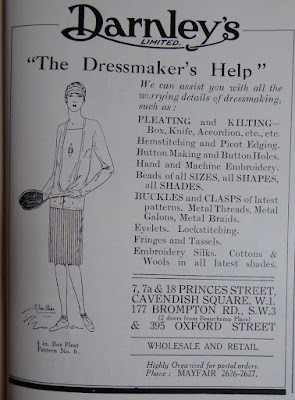 Darnley's
LIMITED.
"The Dressmaker's Help"
We can assist you with all the
worrying details of dressmaking,
such as:
PLEATING and KILTING—
Box, Knife, Accordion, etc., etc.
Hemstitching and Picot Edging.
Button Making and Button Holes.
Hand and Machine Embroidery.
Beads of all SIZES, all SHAPES,
all SHADES.
BUCKLES and CLASPS of latest
patterns. Metal Threads, Metal
Galons, Metal Braids.
Eyelets. Lockstitching.
Fringes and Tassels.
Embroidery Silks. Cottons &
Wools in all latest shades.
¼ in. Box Pleat
Pattern No. 6.
7, 7a & 18 PRINCES STREET,
CAVENDISH SQUARE, W.1.
177 BROMPTON RD., S.W.3
(2 doors from Beauchamp Place)
& 395 OXFORD STREET
WHOLESALE AND RETAIL
Highly Organized for postal orders.
Phone: MAYFAIR 2626-2627.